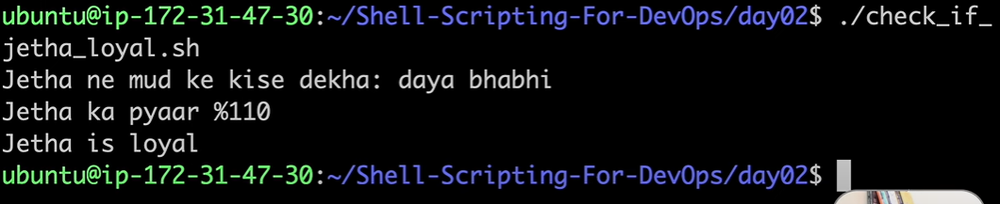 ubuntu@ip-172-31-47-30:~/Shell-Scripting-For-DevOps/day02$ ./check_if_
jetha_loyal.sh
Jetha ne mud ke kise dekha: daya bhabhi
Jetha ka pyaar %110
Jetha is loyal
ubuntu@ip-172-31-47-30:~/Shell-Scripting-For-DevOps/day02$